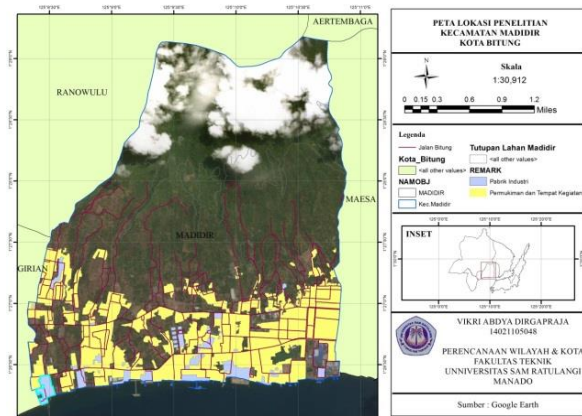 AERTEMBAGA
RANOWULU
MAESA
MADIDIR
GIRIAN
PETA LOKASI PENELITIAN
KECAMATAN MADIDIR
KOTA BITUNG
Skala
1:30,912
0 0.15 0.3 0.6 0.9 1.2
Miles
Legenda
Jalan Bitung
Kota_Bitung
<all other values>
NAMOBJ
MADIDIR
Kec.Madidir
Tutupan Lahan Madidir
<all other values>
REMARK
Pabrik Industri
Permukiman dan Tempat Kegiatan
INSET
VIKRI ABDYA DIRGAPRAJA
14021105048
PERENCANAAN WILAYAH & KOTA
FAKULTAS TEKNIK
UNNIVERSITAS SAM RATULANGI
MANADO
Sumber : Google Earth